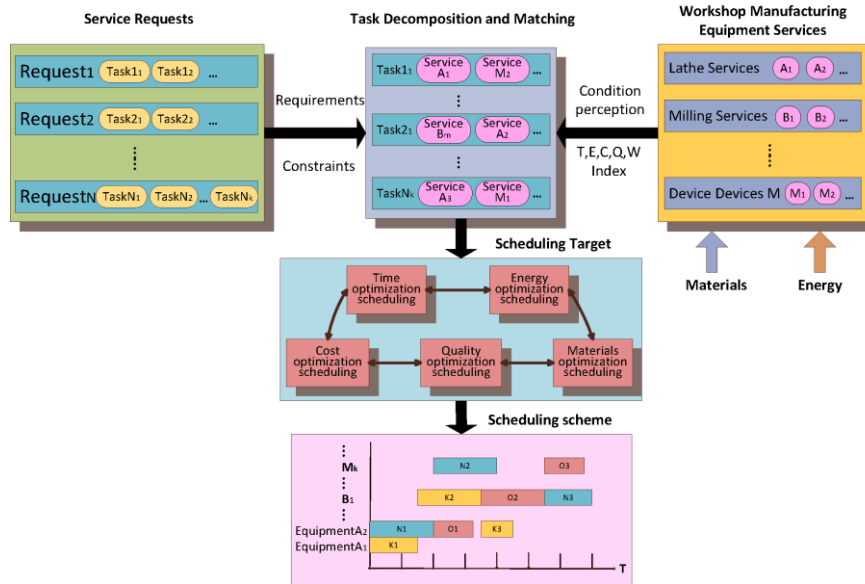 Service Requests
Request1 Task1₁ Task1₂ ...
Request2 Task2₁ Task2₂ ...
RequestN TaskN₁ TaskN₂ ... TaskNₖ
Requirements
Constraints
Task Decomposition and Matching
Task1₁ Service A₁ Service M₂ ...
Task2₁ Service Bₘ Service A₂ ...
TaskNₖ Service A₃ Service M₁ ...
Condition
perception
T,E,C,Q,W
Index
Workshop Manufacturing
Equipment Services
Lathe Services A₁ A₂ ...
Milling Services B₁ B₂ ...
Device Devices M M₁ M₂ ...
Materials
Energy
Scheduling Target
Time
optimization
scheduling
Energy
optimization
scheduling
Cost
optimization
scheduling
Quality
optimization
scheduling
Materials
optimization
scheduling
Scheduling scheme
Mₖ N2 O3
B₁ K2 O2 N3
EquipmentA₂ N1 O1 K3
EquipmentA₁ K1
T